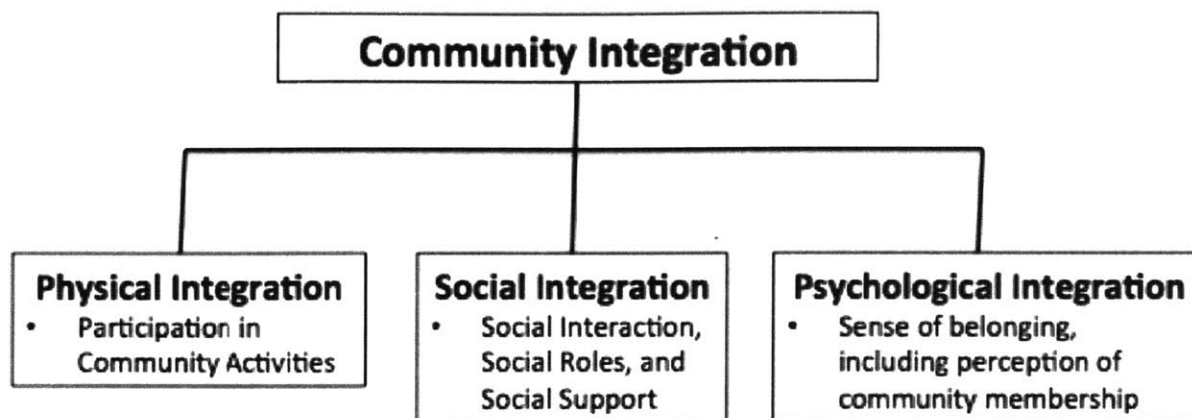 Community Integration
Physical Integration
• Participation in
Community Activities
Social Integration
• Social Interaction,
Social Roles, and
Social Support
Psychological Integration
• Sense of belonging,
including perception of
community membership